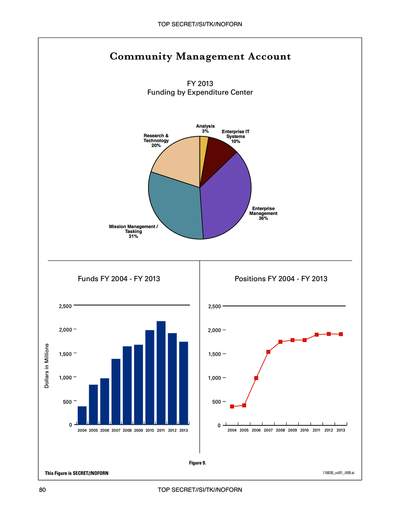 TOP SECRET//SI/TK//NOFORN
Community Management Account
FY 2013
Funding by Expenditure Center
Analysis
3%
Enterprise IT
Systems
10%
Research &
Technology
20%
Enterprise
Management
36%
Mission Management /
Tasking
31%
Funds FY 2004 - FY 2013
Dollars in Millions
2,500
2,000
1,500
1,000
500
0
2004 2005 2006 2007 2008 2009 2010 2011 2012 2013
Positions FY 2004 - FY 2013
2,500
2,000
1,500
1,000
500
0
2004 2005 2006 2007 2008 2009 2010 2011 2012 2013
Figure 9.
This Figure is SECRET//NOFORN
80
TOP SECRET//SI/TK//NOFORN